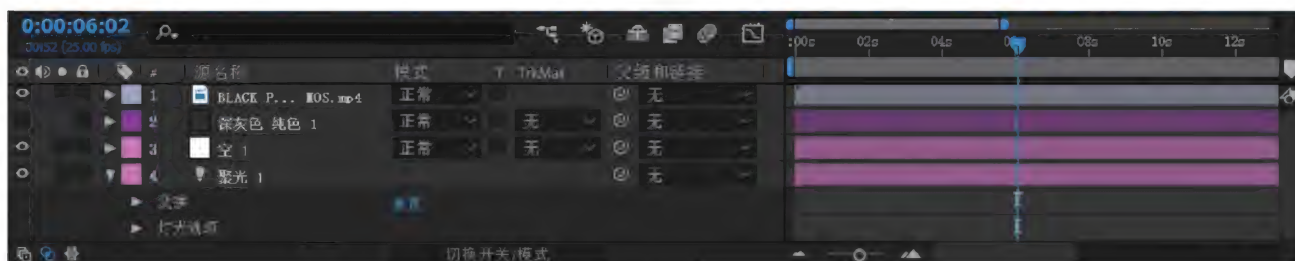 0:00:06:02
00152 (25.00 fps)
:00s 02s 04s 08s 10s 12s
# 源名称 模式 T TrkMat 父级和链接
1 BLACK P... MOS.mp4 正常 无
2 深灰色 纯色 1 正常 无 无
3 空 1 正常 无 无
4 聚光 1 无
变换 重置
灯光选项
切换开关/模式